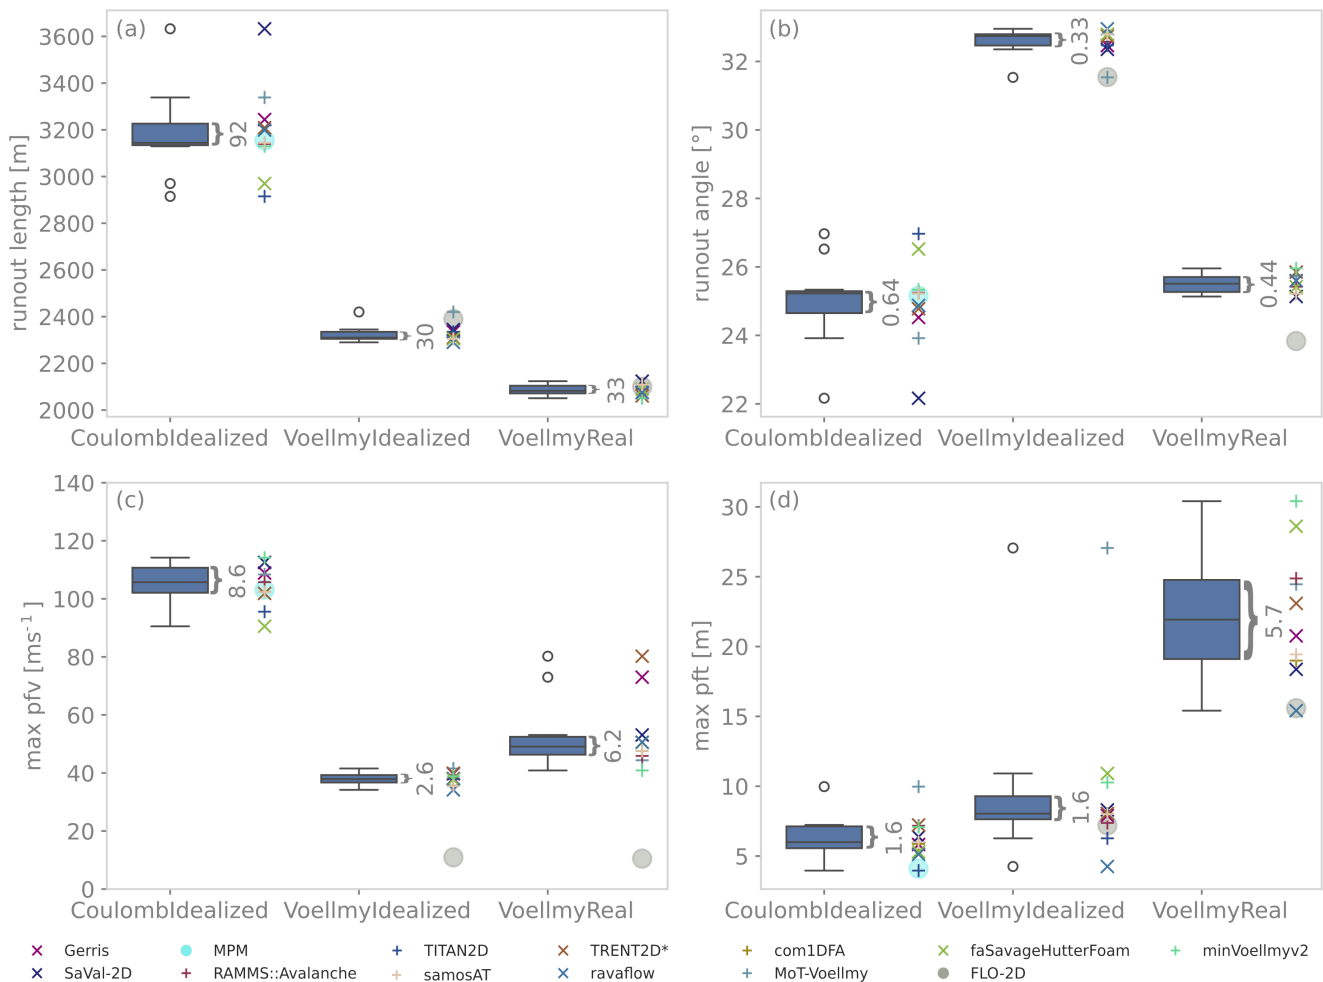 (a)
3600
3400
3200
3000
2800
2600
2400
2200
2000
runout length [m]
92
30
33
CoulombIdealized
VoellmyIdealized
VoellmyReal
(b)
32
30
28
26
24
22
runout angle [°]
0.64
0.33
0.44
CoulombIdealized
VoellmyIdealized
VoellmyReal
(c)
140
120
100
80
60
40
20
0
max pfv [ms-1 ]
8.6
2.6
6.2
CoulombIdealized
VoellmyIdealized
VoellmyReal
(d)
30
25
20
15
10
5
max pft [m]
1.6
1.6
5.7
CoulombIdealized
VoellmyIdealized
VoellmyReal
Gerris MPM TITAN2D TRENT2D* com1DFA faSavageHutterFoam minVoellmyv2
SaVal-2D RAMMS::Avalanche samosAT ravaflow MoT-Voellmy FLO-2D